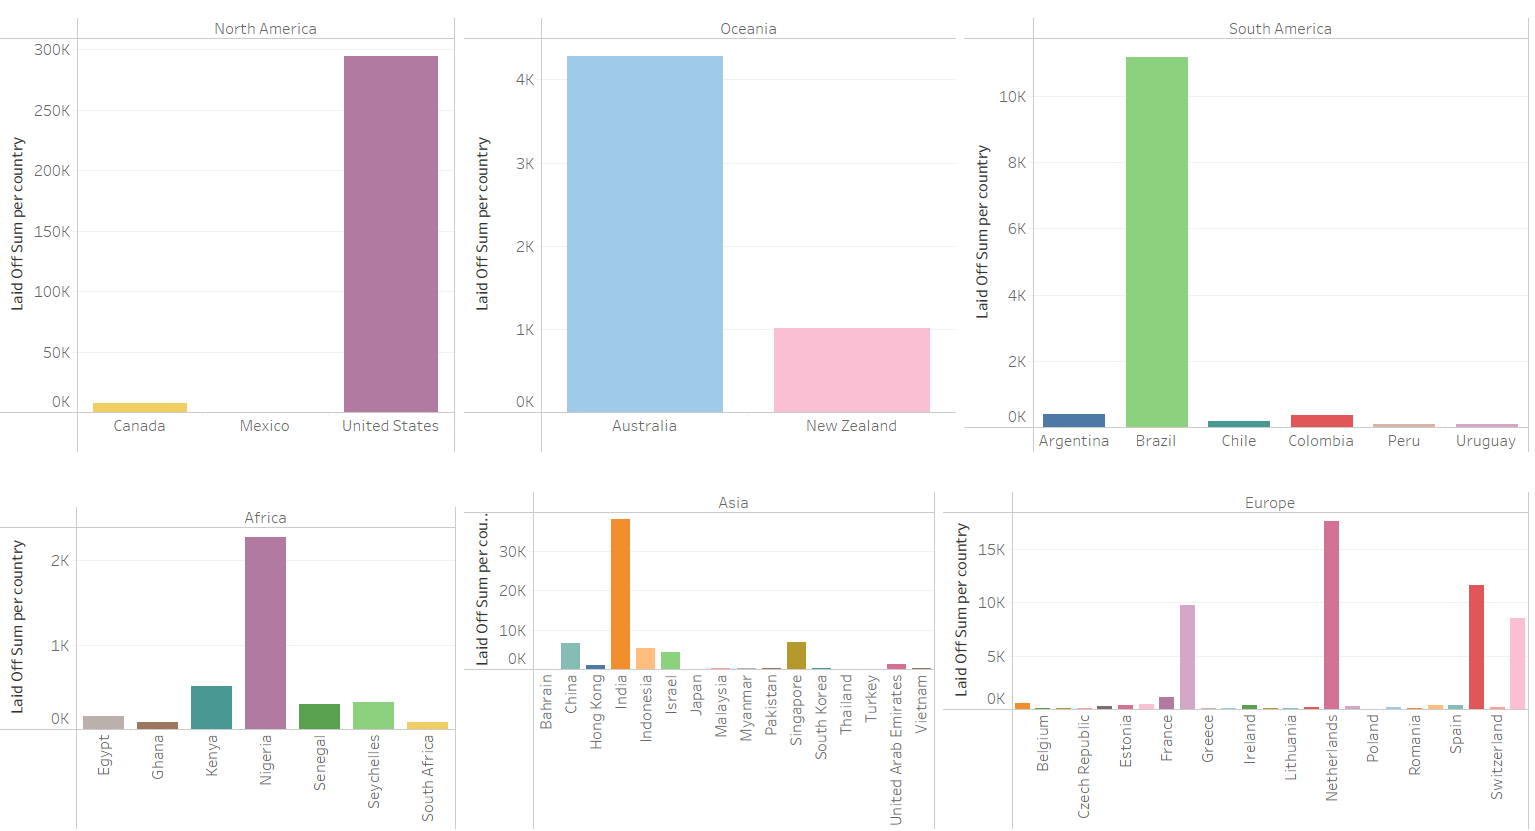 North America
Laid Off Sum per country
300K
250K
200K
150K
100K
50K
0K
Canada
Mexico
United States
Oceania
Laid Off Sum per country
4K
3K
2K
1K
0K
Australia
New Zealand
South America
Laid Off Sum per country
10K
8K
6K
4K
2K
0K
Argentina
Brazil
Chile
Colombia
Peru
Uruguay
Africa
Laid Off Sum per country
2K
1K
0K
Egypt
Ghana
Kenya
Nigeria
Senegal
Seychelles
South Africa
Asia
Laid Off Sum per cou..
30K
20K
10K
0K
Bahrain
China
Hong Kong
India
Indonesia
Israel
Japan
Malaysia
Myanmar
Pakistan
Singapore
South Korea
Thailand
Turkey
United Arab Emirates
Vietnam
Europe
Laid Off Sum per country
15K
10K
5K
0K
Belgium
Czech Republic
Estonia
France
Greece
Ireland
Lithuania
Netherlands
Poland
Romania
Spain
Switzerland